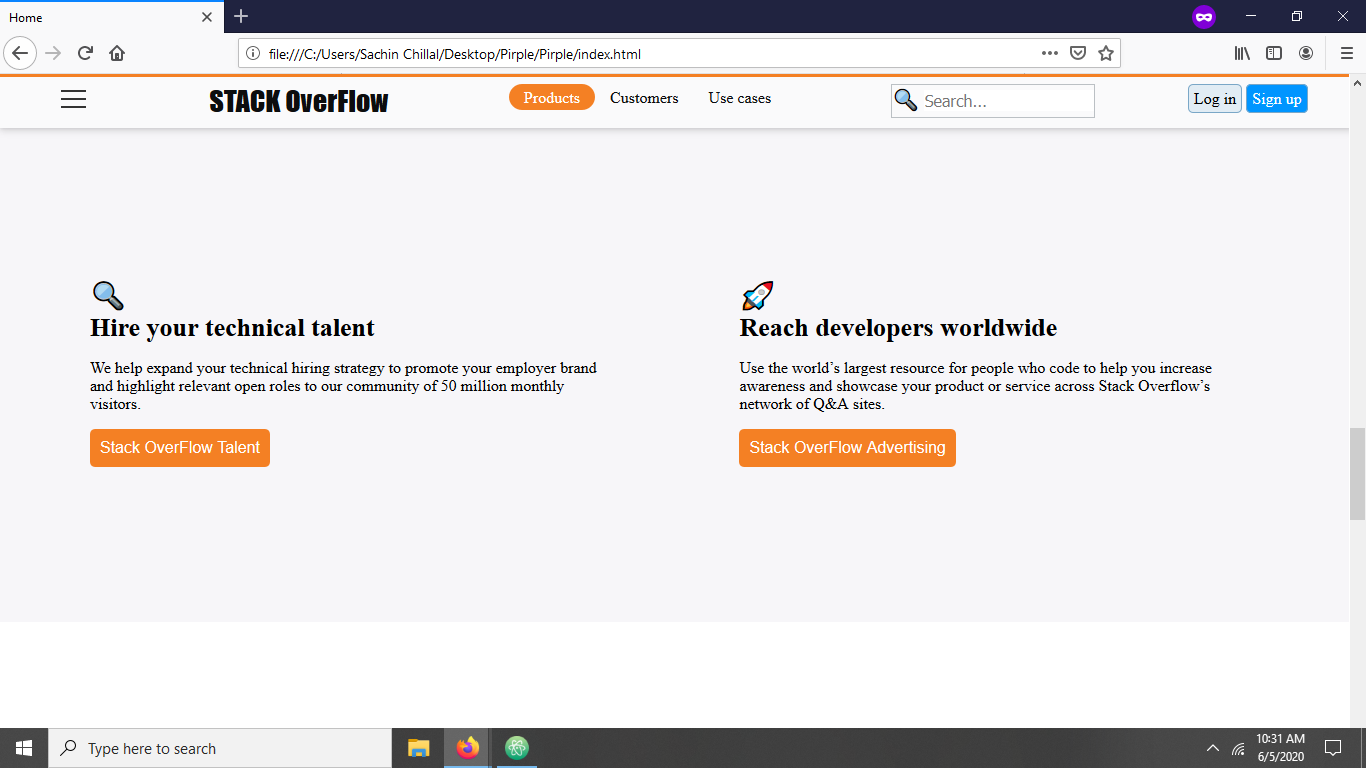 Home
file:///C:/Users/Sachin Chillal/Desktop/Pirple/Pirple/index.html
STACK OverFlow
Products
Customers
Use cases
Search...
Log in
Sign up
Hire your technical talent
We help expand your technical hiring strategy to promote your employer brand
and highlight relevant open roles to our community of 50 million monthly
visitors.
Stack OverFlow Talent
Reach developers worldwide
Use the world’s largest resource for people who code to help you increase
awareness and showcase your product or service across Stack Overflow’s
network of Q&A sites.
Stack OverFlow Advertising
Type here to search
10:31 AM
6/5/2020